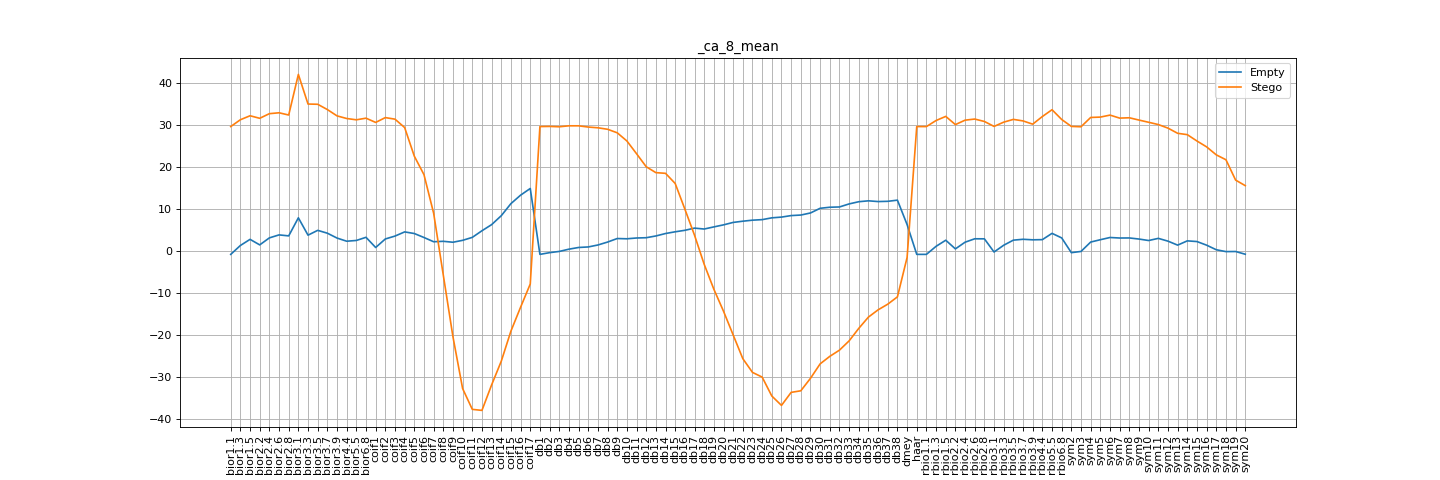 _ca_8_mean
Empty
Stego
40
30
20
10
0
−10
−20
−30
−40
bior1.1
bior1.3
bior1.5
bior2.2
bior2.4
bior2.6
bior2.8
bior3.1
bior3.3
bior3.5
bior3.7
bior3.9
bior4.4
bior5.5
bior6.8
coif1
coif2
coif3
coif4
coif5
coif6
coif7
coif8
coif9
coif10
coif11
coif12
coif13
coif14
coif15
coif16
coif17
db1
db2
db3
db4
db5
db6
db7
db8
db9
db10
db11
db12
db13
db14
db15
db16
db17
db18
db19
db20
db21
db22
db23
db24
db25
db26
db27
db28
db29
db30
db31
db32
db33
db34
db35
db36
db37
db38
dmey
haar
rbio1.1
rbio1.3
rbio1.5
rbio2.2
rbio2.4
rbio2.6
rbio2.8
rbio3.1
rbio3.3
rbio3.5
rbio3.7
rbio3.9
rbio4.4
rbio5.5
rbio6.8
sym2
sym3
sym4
sym5
sym6
sym7
sym8
sym9
sym10
sym11
sym12
sym13
sym14
sym15
sym16
sym17
sym18
sym19
sym20